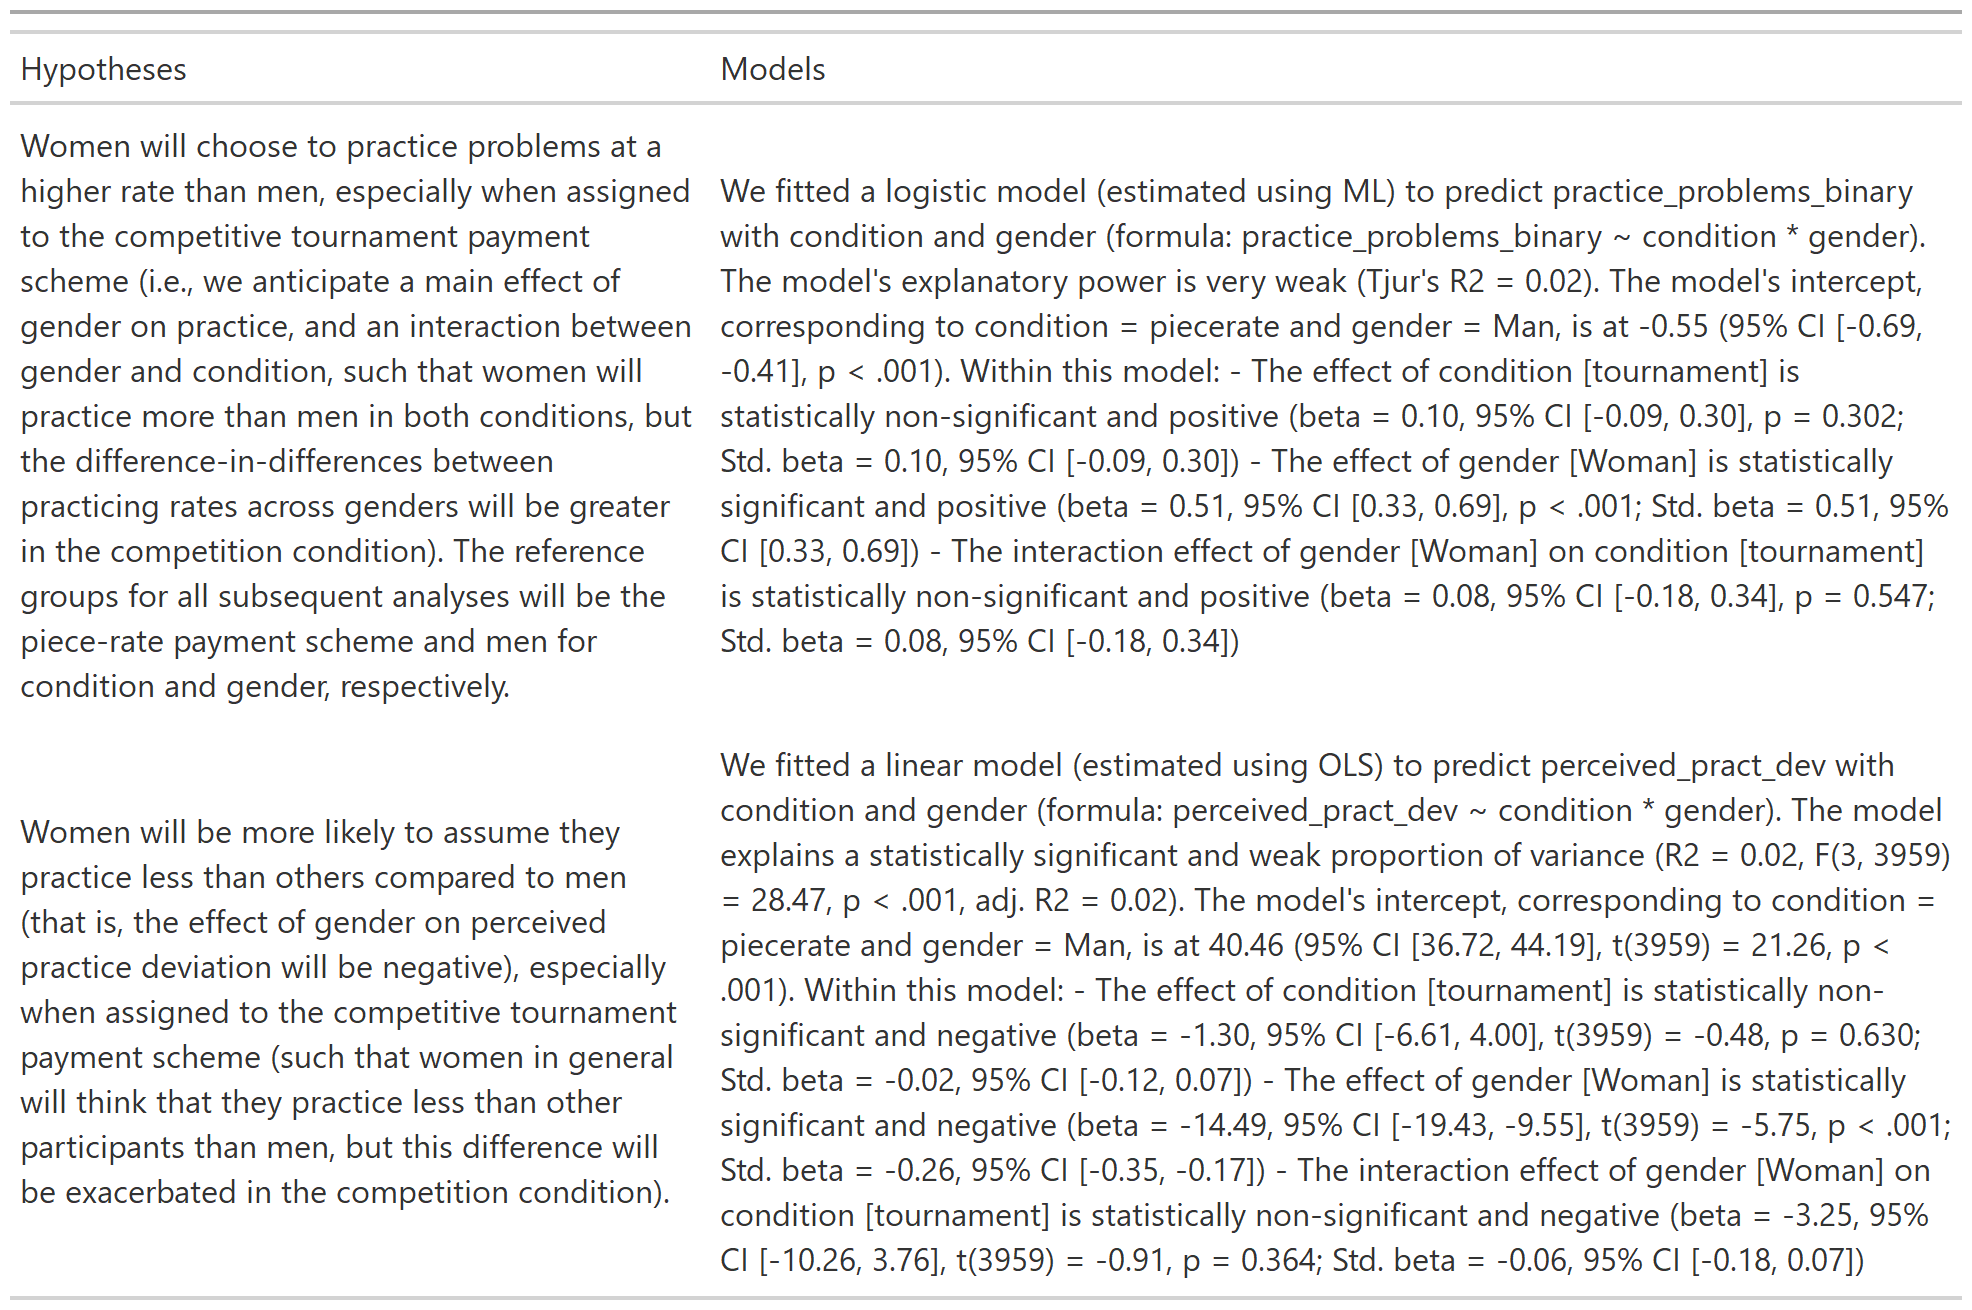 Hypotheses
Models
Women will choose to practice problems at a
higher rate than men, especially when assigned
to the competitive tournament payment
scheme (i.e., we anticipate a main effect of
gender on practice, and an interaction between
gender and condition, such that women will
practice more than men in both conditions, but
the difference-in-differences between
practicing rates across genders will be greater
in the competition condition). The reference
groups for all subsequent analyses will be the
piece-rate payment scheme and men for
condition and gender, respectively.
We fitted a logistic model (estimated using ML) to predict practice_problems_binary
with condition and gender (formula: practice_problems_binary ~ condition * gender).
The model's explanatory power is very weak (Tjur's R2 = 0.02). The model's intercept,
corresponding to condition = piecerate and gender = Man, is at -0.55 (95% CI [-0.69,
-0.41], p < .001). Within this model: - The effect of condition [tournament] is
statistically non-significant and positive (beta = 0.10, 95% CI [-0.09, 0.30], p = 0.302;
Std. beta = 0.10, 95% CI [-0.09, 0.30]) - The effect of gender [Woman] is statistically
significant and positive (beta = 0.51, 95% CI [0.33, 0.69], p < .001; Std. beta = 0.51, 95%
CI [0.33, 0.69]) - The interaction effect of gender [Woman] on condition [tournament]
is statistically non-significant and positive (beta = 0.08, 95% CI [-0.18, 0.34], p = 0.547;
Std. beta = 0.08, 95% CI [-0.18, 0.34])
Women will be more likely to assume they
practice less than others compared to men
(that is, the effect of gender on perceived
practice deviation will be negative), especially
when assigned to the competitive tournament
payment scheme (such that women in general
will think that they practice less than other
participants than men, but this difference will
be exacerbated in the competition condition).
We fitted a linear model (estimated using OLS) to predict perceived_pract_dev with
condition and gender (formula: perceived_pract_dev ~ condition * gender). The model
explains a statistically significant and weak proportion of variance (R2 = 0.02, F(3, 3959)
= 28.47, p < .001, adj. R2 = 0.02). The model's intercept, corresponding to condition =
piecerate and gender = Man, is at 40.46 (95% CI [36.72, 44.19], t(3959) = 21.26, p <
.001). Within this model: - The effect of condition [tournament] is statistically non-
significant and negative (beta = -1.30, 95% CI [-6.61, 4.00], t(3959) = -0.48, p = 0.630;
Std. beta = -0.02, 95% CI [-0.12, 0.07]) - The effect of gender [Woman] is statistically
significant and negative (beta = -14.49, 95% CI [-19.43, -9.55], t(3959) = -5.75, p < .001;
Std. beta = -0.26, 95% CI [-0.35, -0.17]) - The interaction effect of gender [Woman] on
condition [tournament] is statistically non-significant and negative (beta = -3.25, 95%
CI [-10.26, 3.76], t(3959) = -0.91, p = 0.364; Std. beta = -0.06, 95% CI [-0.18, 0.07])